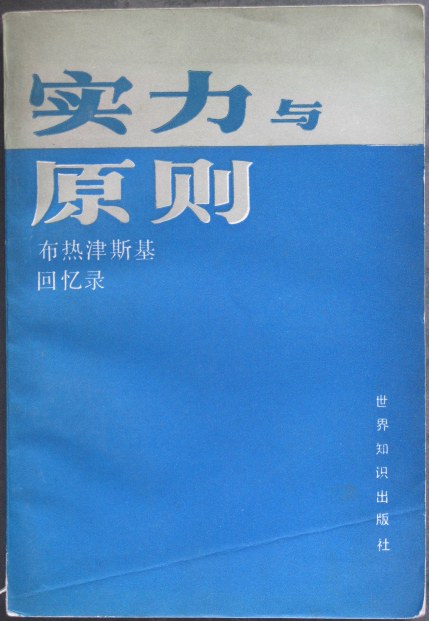 实力与
原则
布热津斯基
回忆录
世界知识出版社